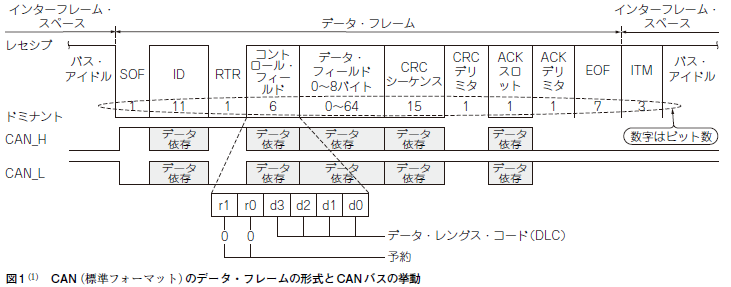 インターフレーム・
スペース
データ・フレーム
インターフレーム・
スペース
レセシブ
バス・
アイドル
SOF
ID
RTR
コント
ロール・フィ
ールド
データ・
フィールド
0〜8バイト
CRC
シーケンス
CRC
デリ
ミタ
ACK
スロ
ット
ACK
デリ
ミタ
EOF
ITM
バス・
アイドル
ドミナント
1
11
1
6
0〜64
15
1
1
1
7
3
数字はビット数
CAN_H
データ
依存
データ
依存
データ
依存
データ
依存
データ
依存
CAN_L
データ
依存
データ
依存
データ
依存
データ
依存
データ
依存
r1
r0
d3
d2
d1
d0
0
0
データ・レングス・コード(DLC)
予約
図1(1) CAN(標準フォーマット)のデータ・フレームの形式とCANバスの挙動